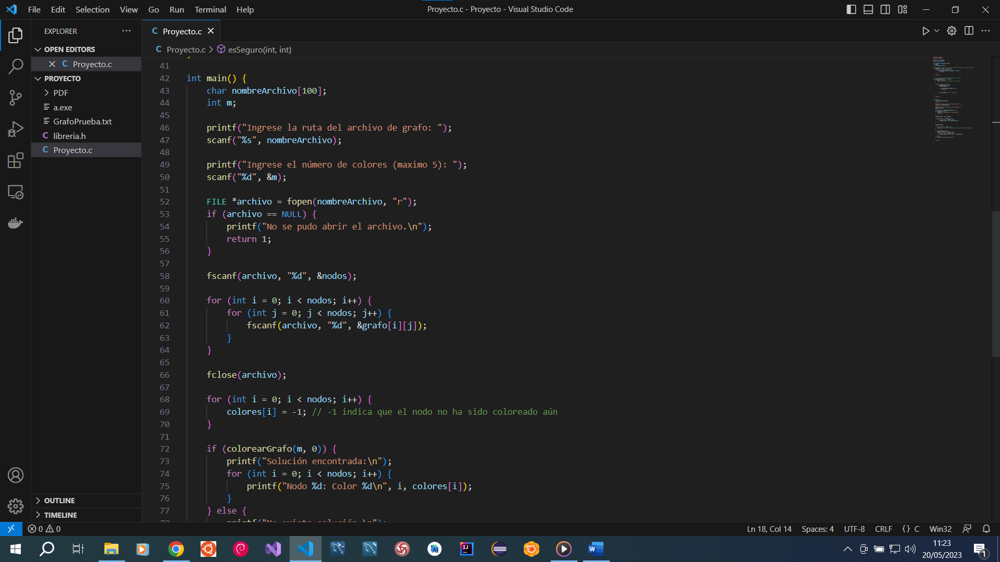 File Edit Selection View Go Run Terminal Help
Proyecto.c - Proyecto - Visual Studio Code
EXPLORER
OPEN EDITORS
Proyecto.c
PROYECTO
PDF
a.exe
GrafoPrueba.txt
libreria.h
Proyecto.c
OUTLINE
TIMELINE
Proyecto.c
Proyecto.c > esSeguro(int, int)
41
42 int main() {
43 char nombreArchivo[100];
44 int m;
45
46 printf("Ingrese la ruta del archivo de grafo: ");
47 scanf("%s", nombreArchivo);
48
49 printf("Ingrese el número de colores (maximo 5): ");
50 scanf("%d", &m);
51
52 FILE *archivo = fopen(nombreArchivo, "r");
53 if (archivo == NULL) {
54 printf("No se pudo abrir el archivo.\n");
55 return 1;
56 }
57
58 fscanf(archivo, "%d", &nodos);
59
60 for (int i = 0; i < nodos; i++) {
61 for (int j = 0; j < nodos; j++) {
62 fscanf(archivo, "%d", &grafo[i][j]);
63 }
64 }
65
66 fclose(archivo);
67
68 for (int i = 0; i < nodos; i++) {
69 colores[i] = -1; // -1 indica que el nodo no ha sido coloreado aún
70 }
71
72 if (colorearGrafo(m, 0)) {
73 printf("Solución encontrada:\n");
74 for (int i = 0; i < nodos; i++) {
75 printf("Nodo %d: Color %d\n", i, colores[i]);
76 }
77 } else {
0 0
Ln 18, Col 14 Spaces: 4 UTF-8 CRLF {} C Win32
11:23
20/05/2023
1